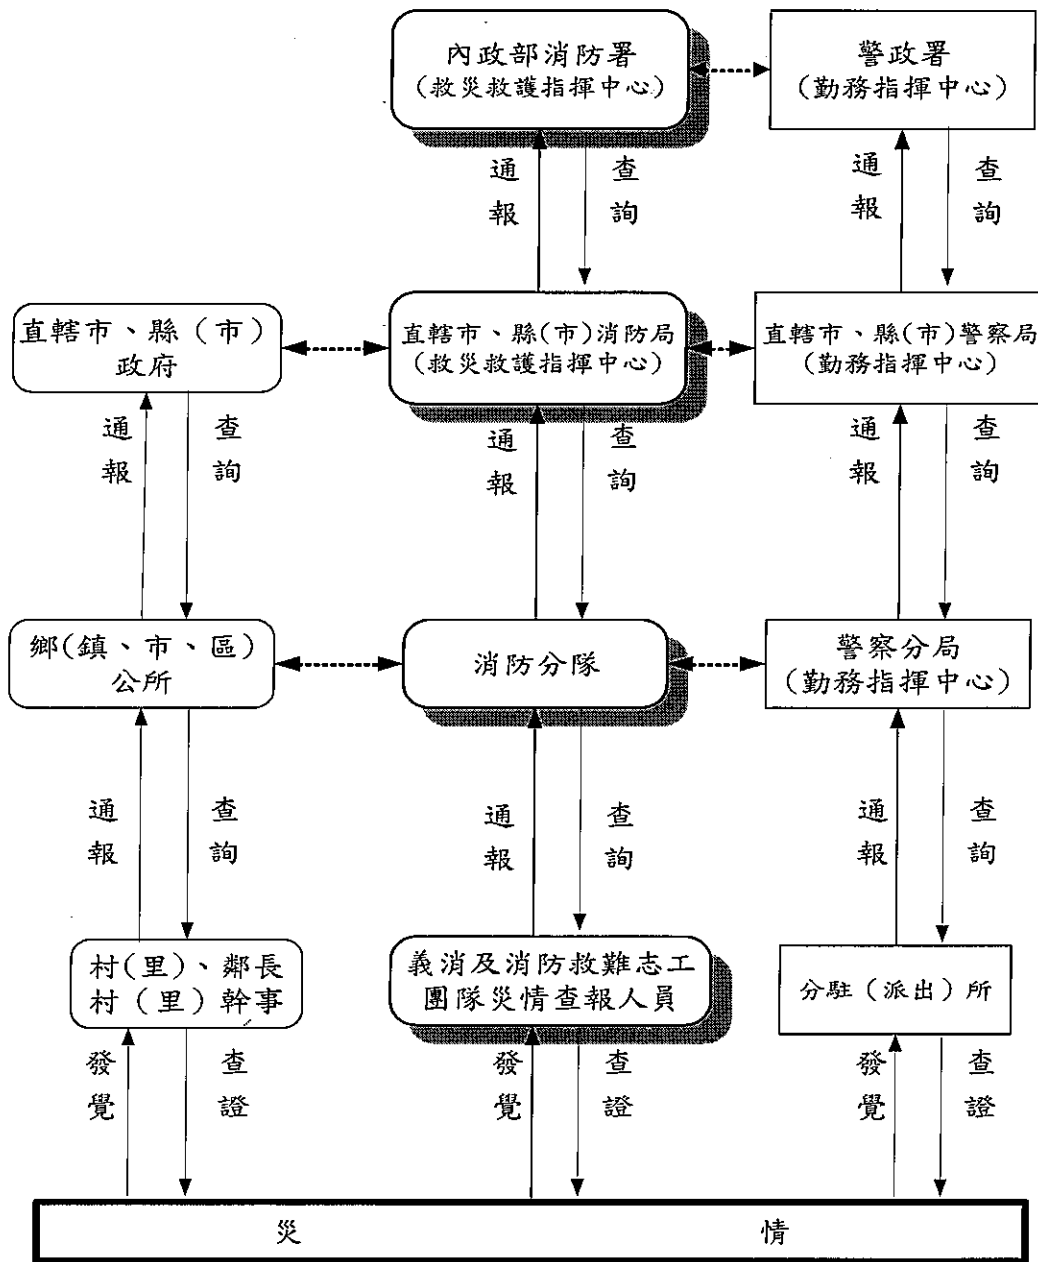 內政部消防署
(救災救護指揮中心)
警政署
(勤務指揮中心)
通報
查詢
通報
查詢
直轄市、縣(市)
政府
直轄市、縣(市)消防局
(救災救護指揮中心)
直轄市、縣(市)警察局
(勤務指揮中心)
通報
查詢
通報
查詢
通報
查詢
鄉(鎮、市、區)
公所
消防分隊
警察分局
(勤務指揮中心)
通報
查詢
通報
查詢
通報
查詢
村(里)、鄰長
村(里)幹事
義消及消防救難志工
團隊災情查報人員
分駐(派出)所
發覺
查證
發覺
查證
發覺
查證
災 情